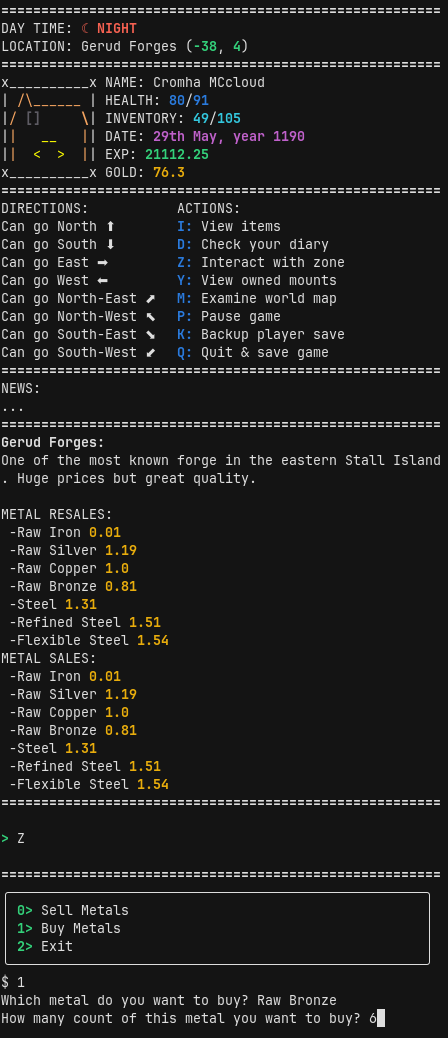 =======================================================
DAY TIME: ☾ NIGHT
LOCATION: Gerud Forges (-38, 4)
=======================================================
x__________x NAME: Cromha MCcloud
| /\______ | HEALTH: 80/91
|/ []     \| INVENTORY: 49/105
||   __   || DATE: 29th May, year 1190
||  <  >  || EXP: 21112.25
x__________x GOLD: 76.3
=======================================================
DIRECTIONS:           ACTIONS:
Can go North ⬆        I: View items
Can go South ⬇        D: Check your diary
Can go East ➡         Z: Interact with zone
Can go West ⬅         Y: View owned mounts
Can go North-East ⬈   M: Examine world map
Can go North-West ⬉   P: Pause game
Can go South-East ⬊   K: Backup player save
Can go South-West ⬋   Q: Quit & save game
=======================================================
NEWS:
...
=======================================================
Gerud Forges:
One of the most known forge in the eastern Stall Island
. Huge prices but great quality.

METAL RESALES:
 -Raw Iron 0.01
 -Raw Silver 1.19
 -Raw Copper 1.0
 -Raw Bronze 0.81
 -Steel 1.31
 -Refined Steel 1.51
 -Flexible Steel 1.54
METAL SALES:
 -Raw Iron 0.01
 -Raw Silver 1.19
 -Raw Copper 1.0
 -Raw Bronze 0.81
 -Steel 1.31
 -Refined Steel 1.51
 -Flexible Steel 1.54
=======================================================

> Z

=======================================================
0> Sell Metals
1> Buy Metals
2> Exit
$ 1
Which metal do you want to buy? Raw Bronze
How many count of this metal you want to buy? 6